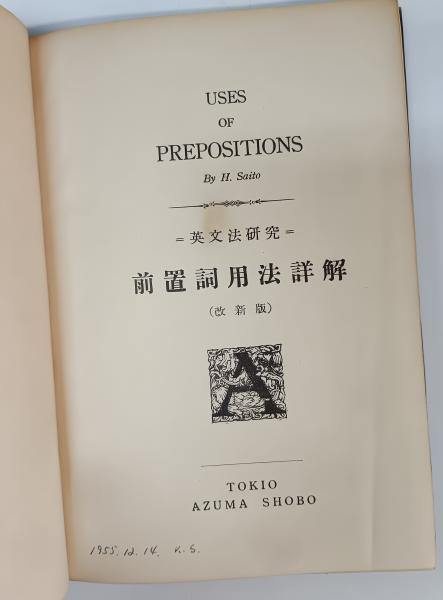 USES
OF
PREPOSITIONS
By H. Saito
=英文法研究=
前置詞用法詳解
(改新版)
A
TOKIO
AZUMA SHOBO
1955.12.14. K.S.